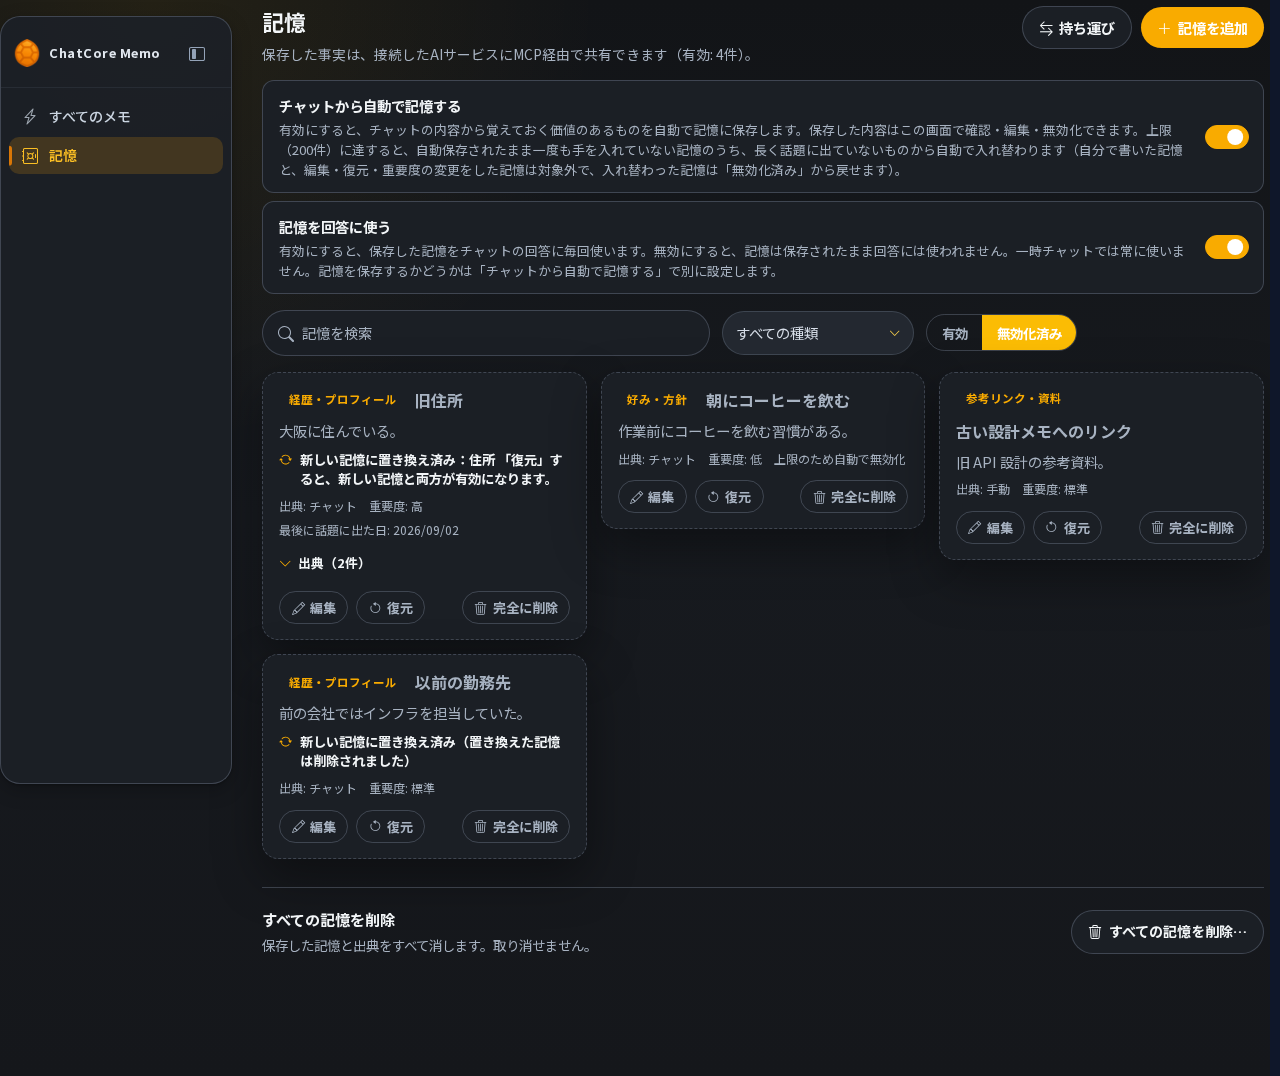 ChatCore Memo
すべてのメモ
記憶
記憶
保存した事実は、接続したAIサービスにMCP経由で共有できます（有効: 4件）。
持ち運び
記憶を追加
チャットから自動で記憶する
有効にすると、チャットの内容から覚えておく価値のあるものを自動で記憶に保存します。保存した内容はこの画面で確認・編集・無効化できます。上限
（200件）に達すると、自動保存されたまま一度も手を入れていない記憶のうち、長く話題に出ていないものから自動で入れ替わります（自分で書いた記憶
と、編集・復元・重要度の変更をした記憶は対象外で、入れ替わった記憶は「無効化済み」から戻せます）。
記憶を回答に使う
有効にすると、保存した記憶をチャットの回答に毎回使います。無効にすると、記憶は保存されたまま回答には使われません。一時チャットでは常に使いま
せん。記憶を保存するかどうかは「チャットから自動で記憶する」で別に設定します。
記憶を検索
すべての種類
有効
無効化済み
経歴・プロフィール 旧住所
大阪に住んでいる。
新しい記憶に置き換え済み：住所 「復元」す
ると、新しい記憶と両方が有効になります。
出典: チャット 重要度: 高
最後に話題に出た日: 2026/09/02
出典（2件）
編集 復元 完全に削除
好み・方針 朝にコーヒーを飲む
作業前にコーヒーを飲む習慣がある。
出典: チャット 重要度: 低 上限のため自動で無効化
編集 復元 完全に削除
参考リンク・資料
古い設計メモへのリンク
旧 API 設計の参考資料。
出典: 手動 重要度: 標準
編集 復元 完全に削除
経歴・プロフィール 以前の勤務先
前の会社ではインフラを担当していた。
新しい記憶に置き換え済み（置き換えた記憶
は削除されました）
出典: チャット 重要度: 標準
編集 復元 完全に削除
すべての記憶を削除
保存した記憶と出典をすべて消します。取り消せません。
すべての記憶を削除…